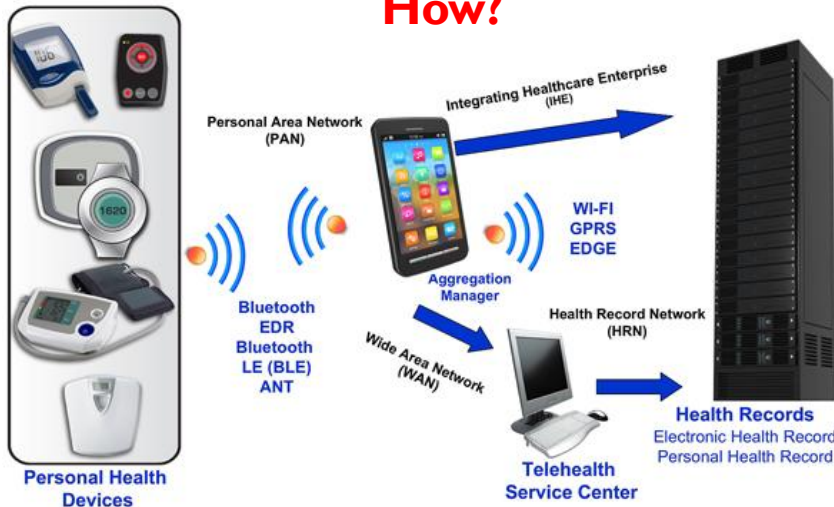 How?
Integrating Healthcare Enterprise
(IHE)
Personal Area Network
(PAN)
1620
0
WI-FI
GPRS
EDGE
Aggregation
Manager
Bluetooth
EDR
Bluetooth
LE (BLE)
ANT
Wide Area Network
(WAN)
Health Record Network
(HRN)
Health Records
Electronic Health Record
Personal Health Record
Telehealth
Service Center
Personal Health
Devices